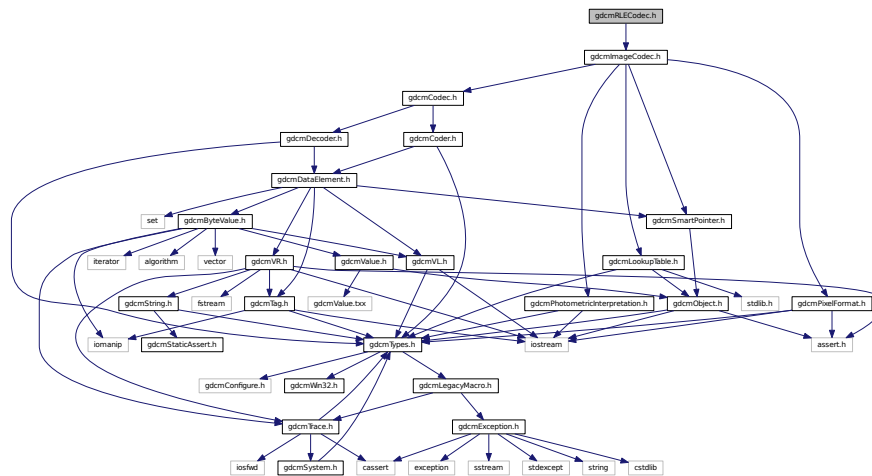 gdcmRLECodec.h
gdcmImageCodec.h
gdcmCodec.h
gdcmDecoder.h
gdcmCoder.h
gdcmDataElement.h
set
gdcmByteValue.h
gdcmSmartPointer.h
iterator
algorithm
vector
gdcmVR.h
gdcmValue.h
gdcmVL.h
gdcmLookupTable.h
gdcmString.h
fstream
gdcmTag.h
gdcmValue.txx
gdcmPhotometricInterpretation.h
gdcmObject.h
stdlib.h
gdcmPixelFormat.h
iomanip
gdcmStaticAssert.h
gdcmTypes.h
iostream
assert.h
gdcmConfigure.h
gdcmWin32.h
gdcmLegacyMacro.h
gdcmTrace.h
gdcmException.h
iosfwd
gdcmSystem.h
cassert
exception
sstream
stdexcept
string
cstdlib